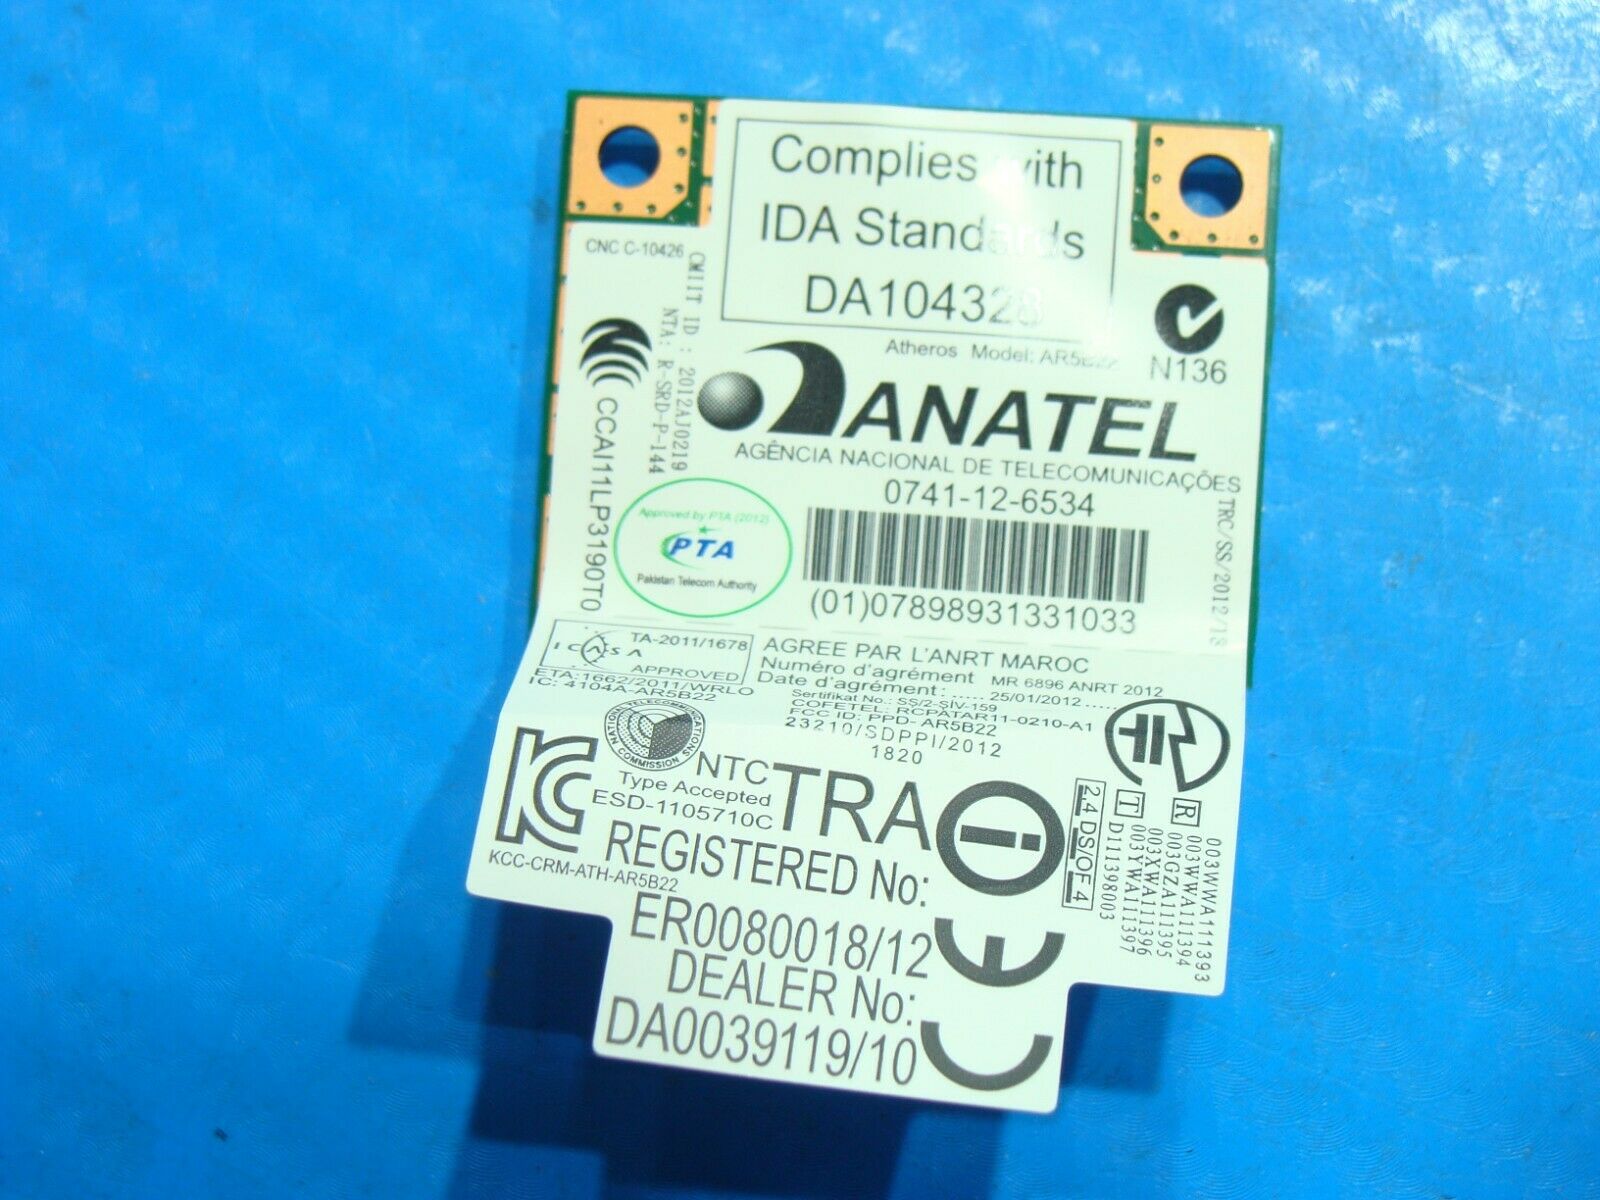 Complies with
IDA Standards
DA104328
CNC C-10426
CMIIT ID : 2012AJ0219
NTA: R-SRD-P-144
CCAI11LP3190T0
Atheros Model: AR5B22
N136
ANATEL
AGÊNCIA NACIONAL DE TELECOMUNICAÇÕES
0741-12-6534
(01)07898931331033
TRC/SS/2012/18
Approved by PTA (2012)
PTA
Pakistan Telecom Authority
ICASA
TA-2011/1678
APPROVED
ETA:1662/2011/WRLO
IC: 4104A-AR5B22
AGREE PAR L'ANRT MAROC
Numéro d'agrément MR 6896 ANRT 2012
Date d'agrément: ..... 25/01/2012 .....
Sertifikat No.: SS/2-SIV-159
COFETEL: RCPATAR11-0210-A1
FCC ID: PPD- AR5B22
23210/SDPPI/2012
1820
NATIONAL TELECOMMUNICATIONS COMMISSION
NTC
Type Accepted
ESD-1105710C
KCC-CRM-ATH-AR5B22
TRA
REGISTERED No:
ER0080018/12
DEALER No:
DA0039119/10
CE
2.4 DS/OF 4
R 003WWA111393
003WWA111394
003GZA111395
003XWA111396
003YWA111397
T D111398003